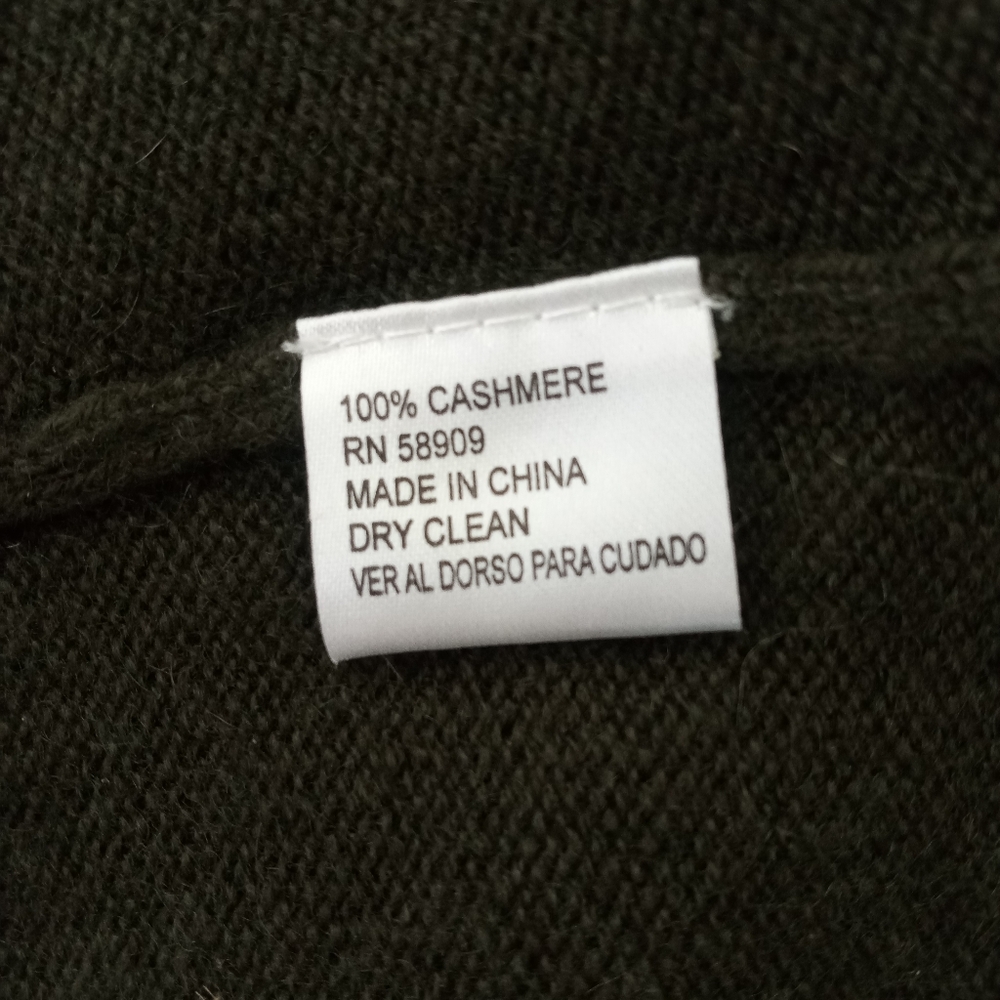 100% CASHMERE
RN 58909
MADE IN CHINA
DRY CLEAN
VER AL DORSO PARA CUDADO